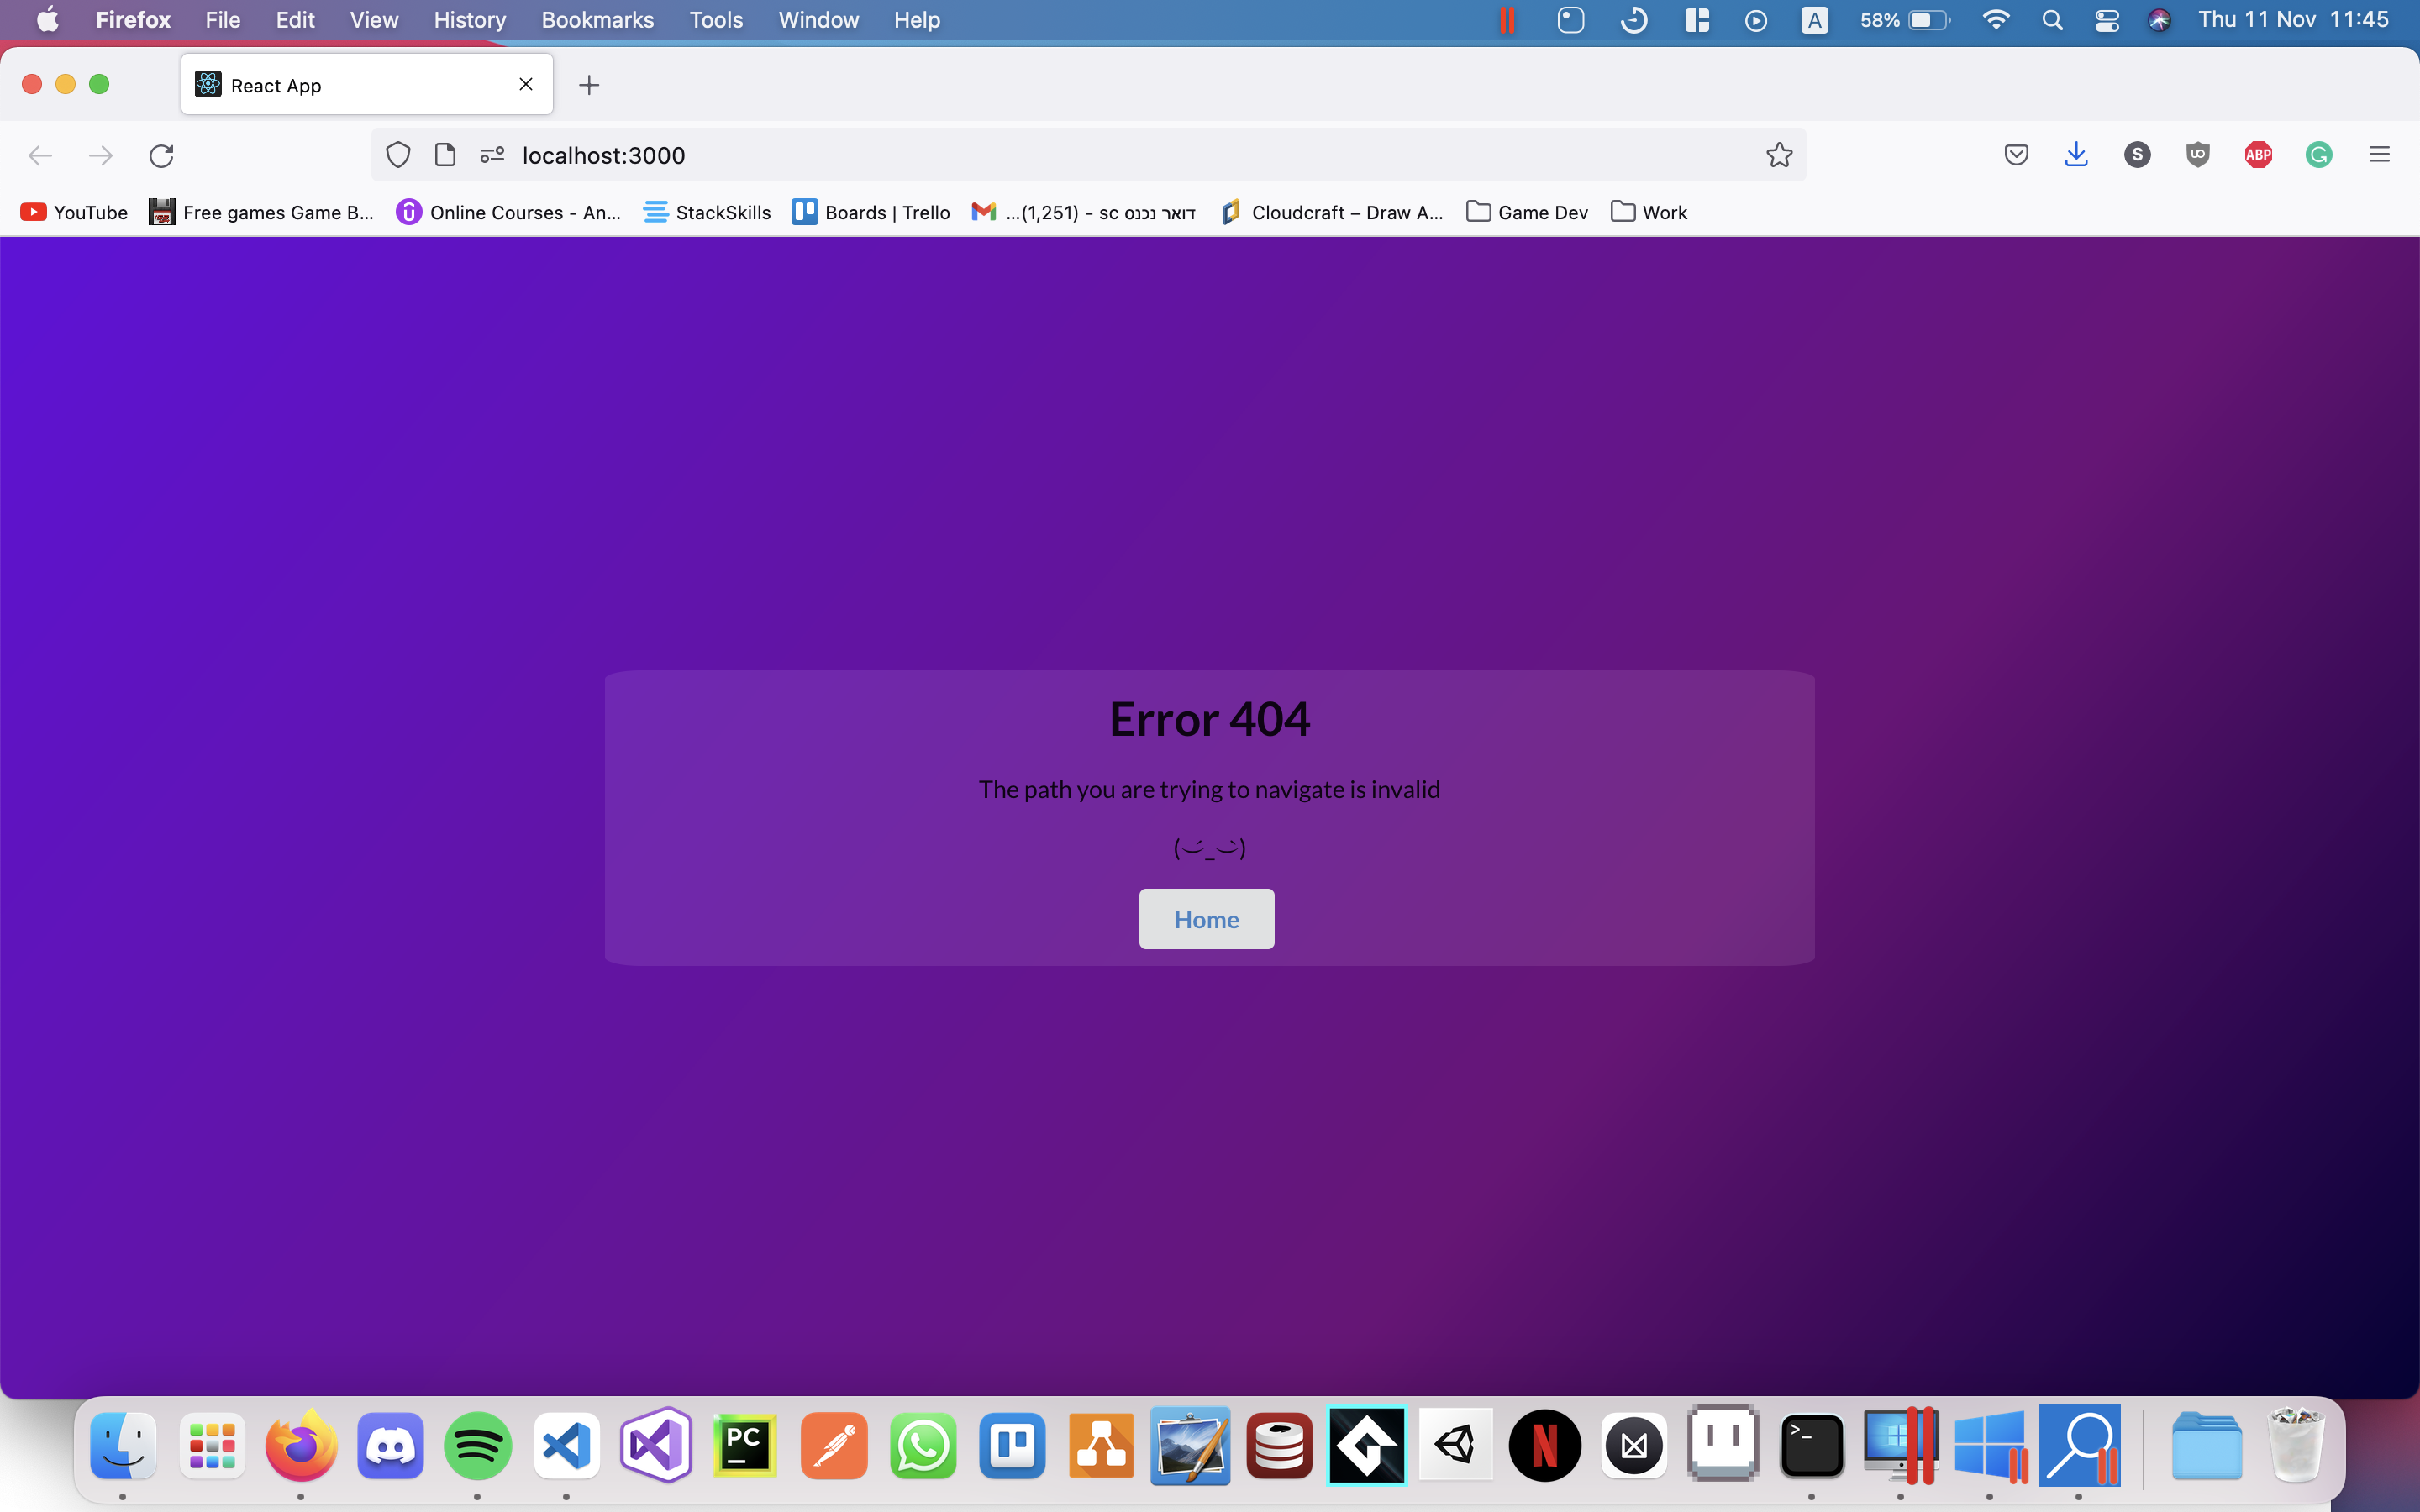 Firefox File Edit View History Bookmarks Tools Window Help A 58% Thu 11 Nov 11:45
React App
localhost:3000 S UD ABP G
YouTube Free games Game B... Online Courses - An... StackSkills Boards | Trello ...(1,251) - sc דואר נכנס Cloudcraft – Draw A... Game Dev Work
Error 404
The path you are trying to navigate is invalid
( ͝ سّ_ ͝ سّ)
Home
PC N >_